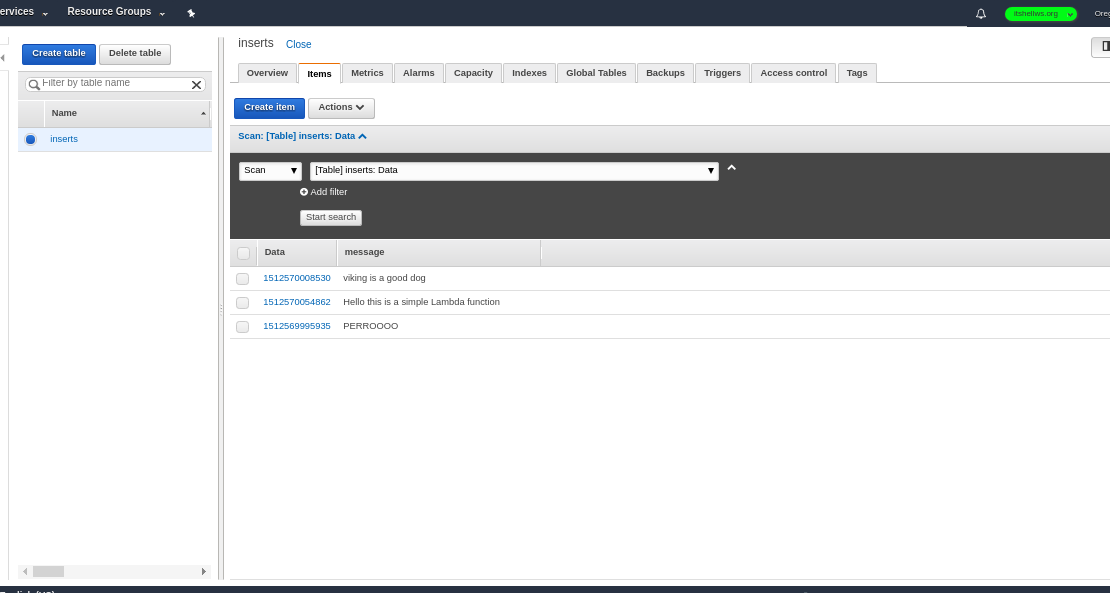 ervices Resource Groups itsheliws.org Oreg
Create table Delete table
Filter by table name
Name
inserts
inserts Close
Overview Items Metrics Alarms Capacity Indexes Global Tables Backups Triggers Access control Tags
Create item Actions
Scan: [Table] inserts: Data
Scan [Table] inserts: Data
Add filter
Start search
Data message
1512570008530 viking is a good dog
1512570054862 Hello this is a simple Lambda function
1512569995935 PERROOOO